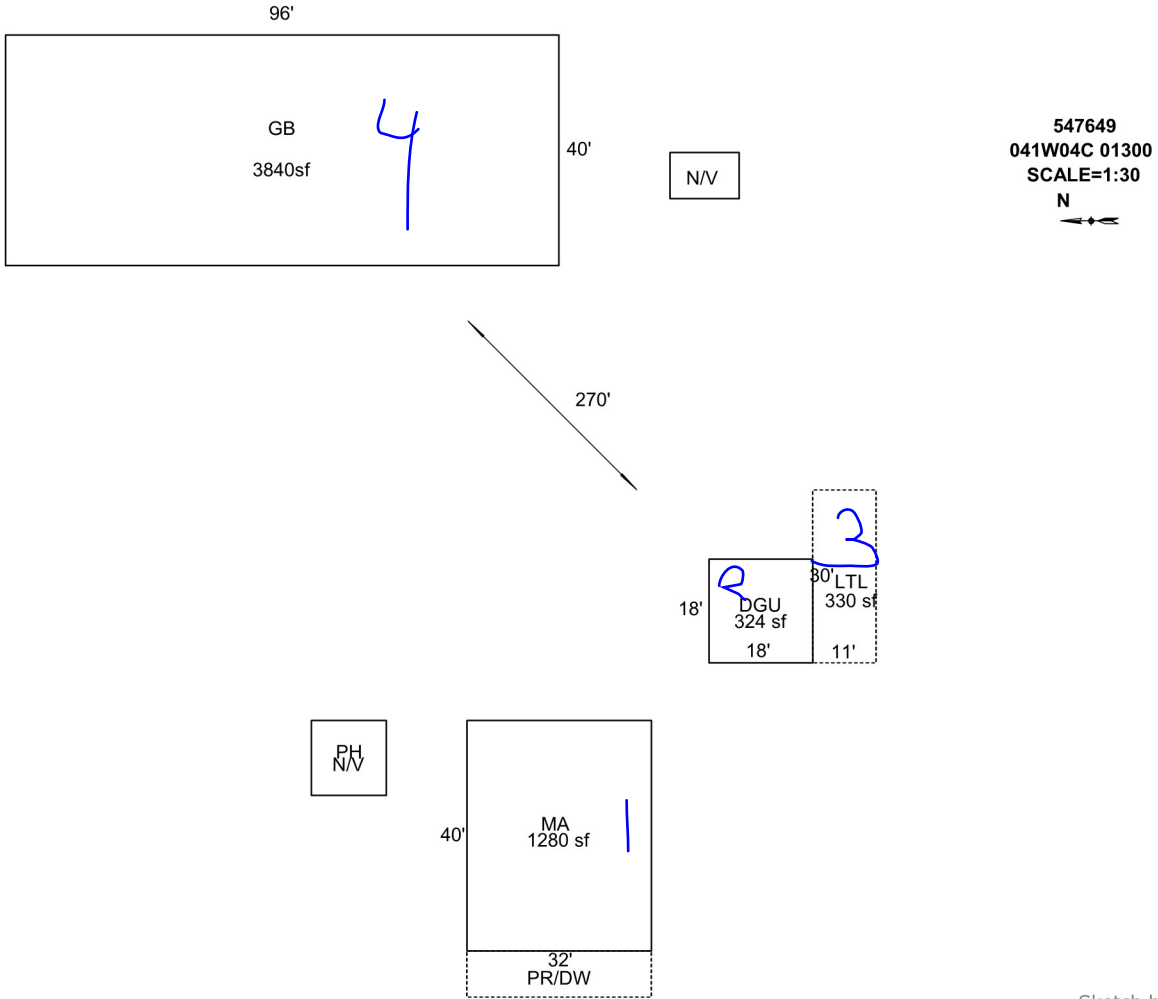 96'
GB
3840sf
4
40'
N/V
547649
041W04C 01300
SCALE=1:30
N
270'
3
30'
LTL
330 sf
2
18'
DGU
324 sf
18'
11'
PH
N/V
40'
MA
1280 sf
1
32'
PR/DW